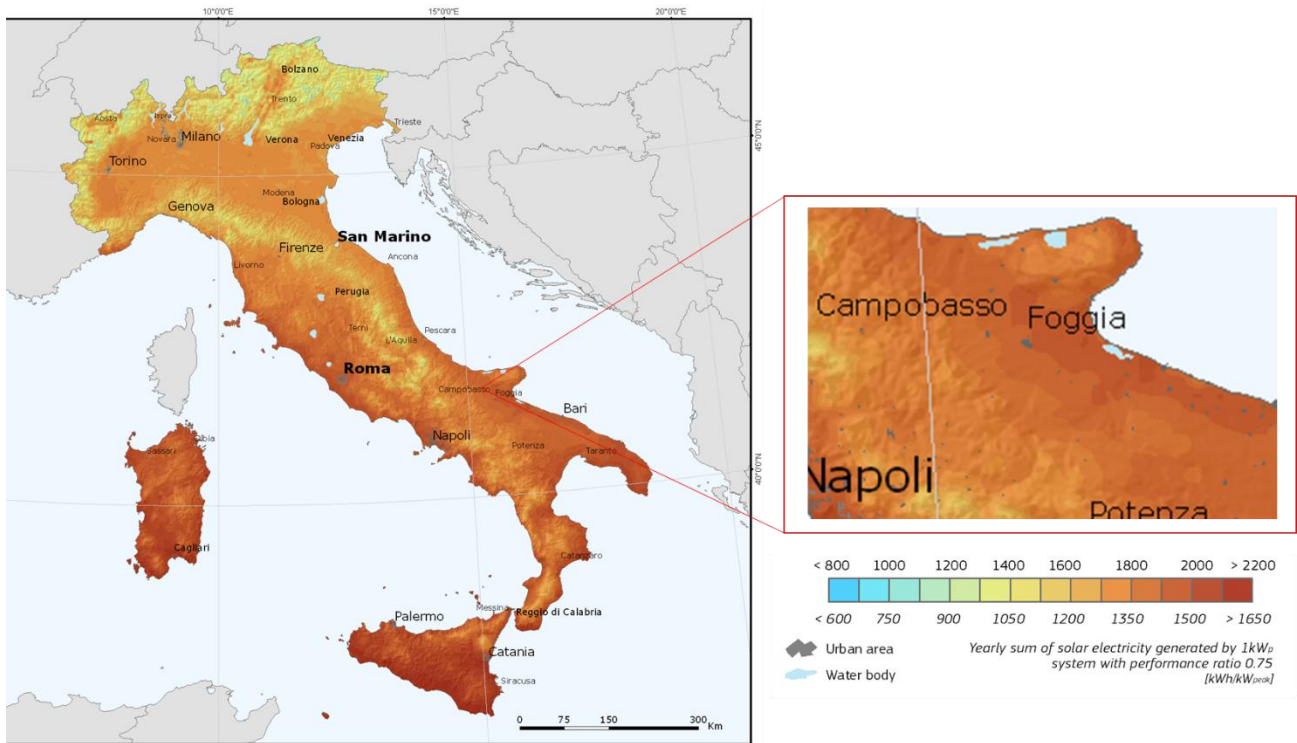 10°0'0"E 15°0'0"E 20°0'0"E
Bolzano
Trento
Aosta
Ispra
Novara
Milano
Verona
Venezia
Trieste
Padova
Torino
45°0'0"N
Modena
Bologna
Genova
San Marino
Firenze
Ancona
Livorno
Perugia
Terni
L'Aquila
Pescara
Roma
Campobasso
Foggia
Bari
Napoli
Potenza
Taranto
40°0'0"N
Olbia
Sassari
Cagliari
Catanzaro
Messina
Reggio di Calabria
Palermo
Catania
Siracusa
0 75 150 300
Km
Campobasso
Foggia
Napoli
Potenza
< 800 1000 1200 1400 1600 1800 2000 > 2200
< 600 750 900 1050 1200 1350 1500 > 1650
Urban area
Water body
Yearly sum of solar electricity generated by 1kWp
system with performance ratio 0.75
[kWh/kWpeak]